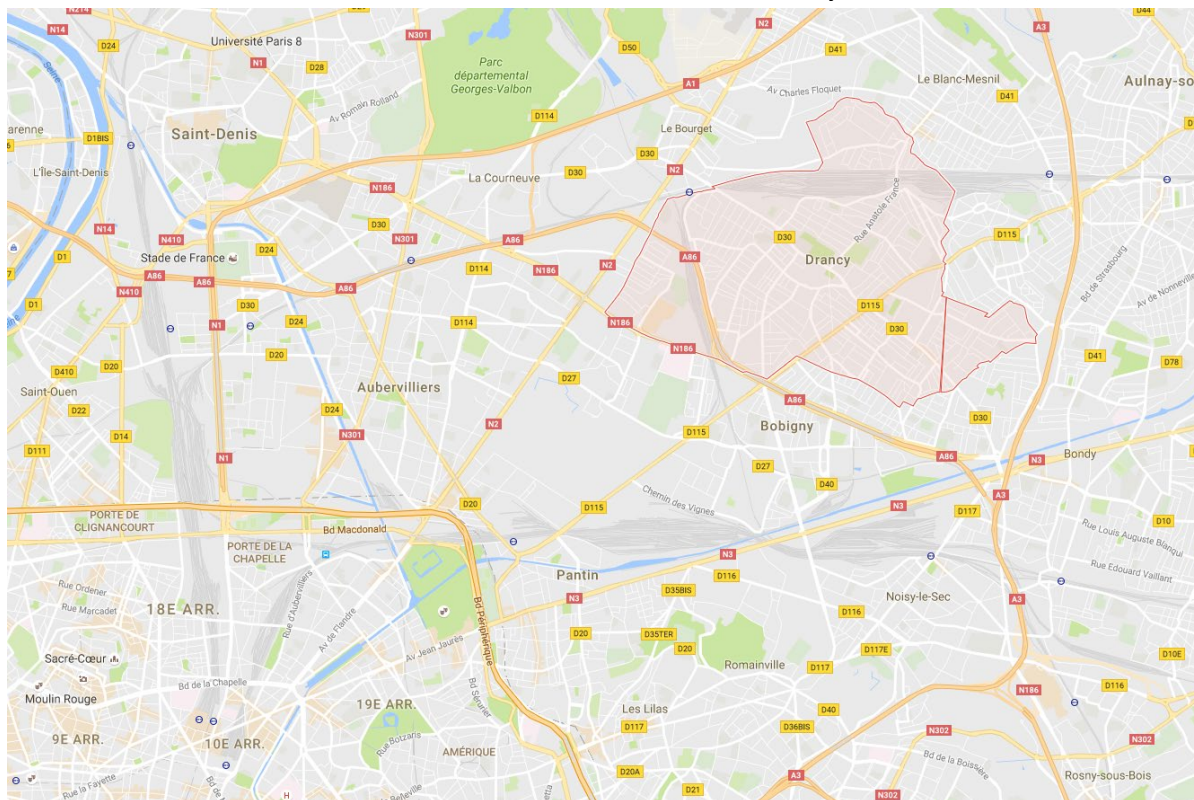 N214
D24
N14
Université Paris 8
N1
D28
N301
Parc
départemental
Georges-Valbon
D50
N2
D41
A3
D44
Le Blanc-Mesnil
Aulnay-so
D41
A1
Av Charles Floquet
Av Romain Rolland
D114
Saint-Denis
Seine
arenne
D1BIS
L'Île-Saint-Denis
Le Bourget
D30
N2
La Courneuve
D30
N186
N14
N410
D24
D30
N301
A86
D115
Rue Anatole France
D30
Drancy
Stade de France
D1
A86
A86
N410
D114
N186
N2
A86
A86
Bd de Strasbourg
Av de Nonneville
D1
D30
D24
N1
D20
D114
N186
D115
D30
N186
D41
D78
D410
D20
Saint-Ouen
D22
Aubervilliers
D27
A86
D24
D14
N301
N2
D115
Bobigny
D30
D111
N1
D27
D40
A86
N3
Bondy
Chemin des Vignes
N3
A3
D20
D115
D117
D10
PORTE DE
CLIGNANCOURT
Bd Macdonald
PORTE DE LA
CHAPELLE
Rue Louis Auguste Blanqui
N3
Rue Edouard Vaillant
Pantin
D116
D35BIS
N3
Noisy-le-Sec
A3
Rue Ordener
Rue Marcadet
18E ARR.
Rue d'Aubervilliers
Av de Flandre
Bd Périphérique
D116
D20
D35TER
D20
D117E
Av Jean Jaurès
Sacré-Cœur
Romainville
D117
D10E
Moulin Rouge
Bd de la Chapelle
Bd Sérurier
N186
D116
19E ARR.
Les Lilas
D40
D117
D36BIS
N302
N302
9E ARR.
10E ARR.
Rue Botzaris
AMÉRIQUE
Bd de la Boissière
D20A
A3
Rosny-sous-Bois
Rue la Fayette
H
D21
N302